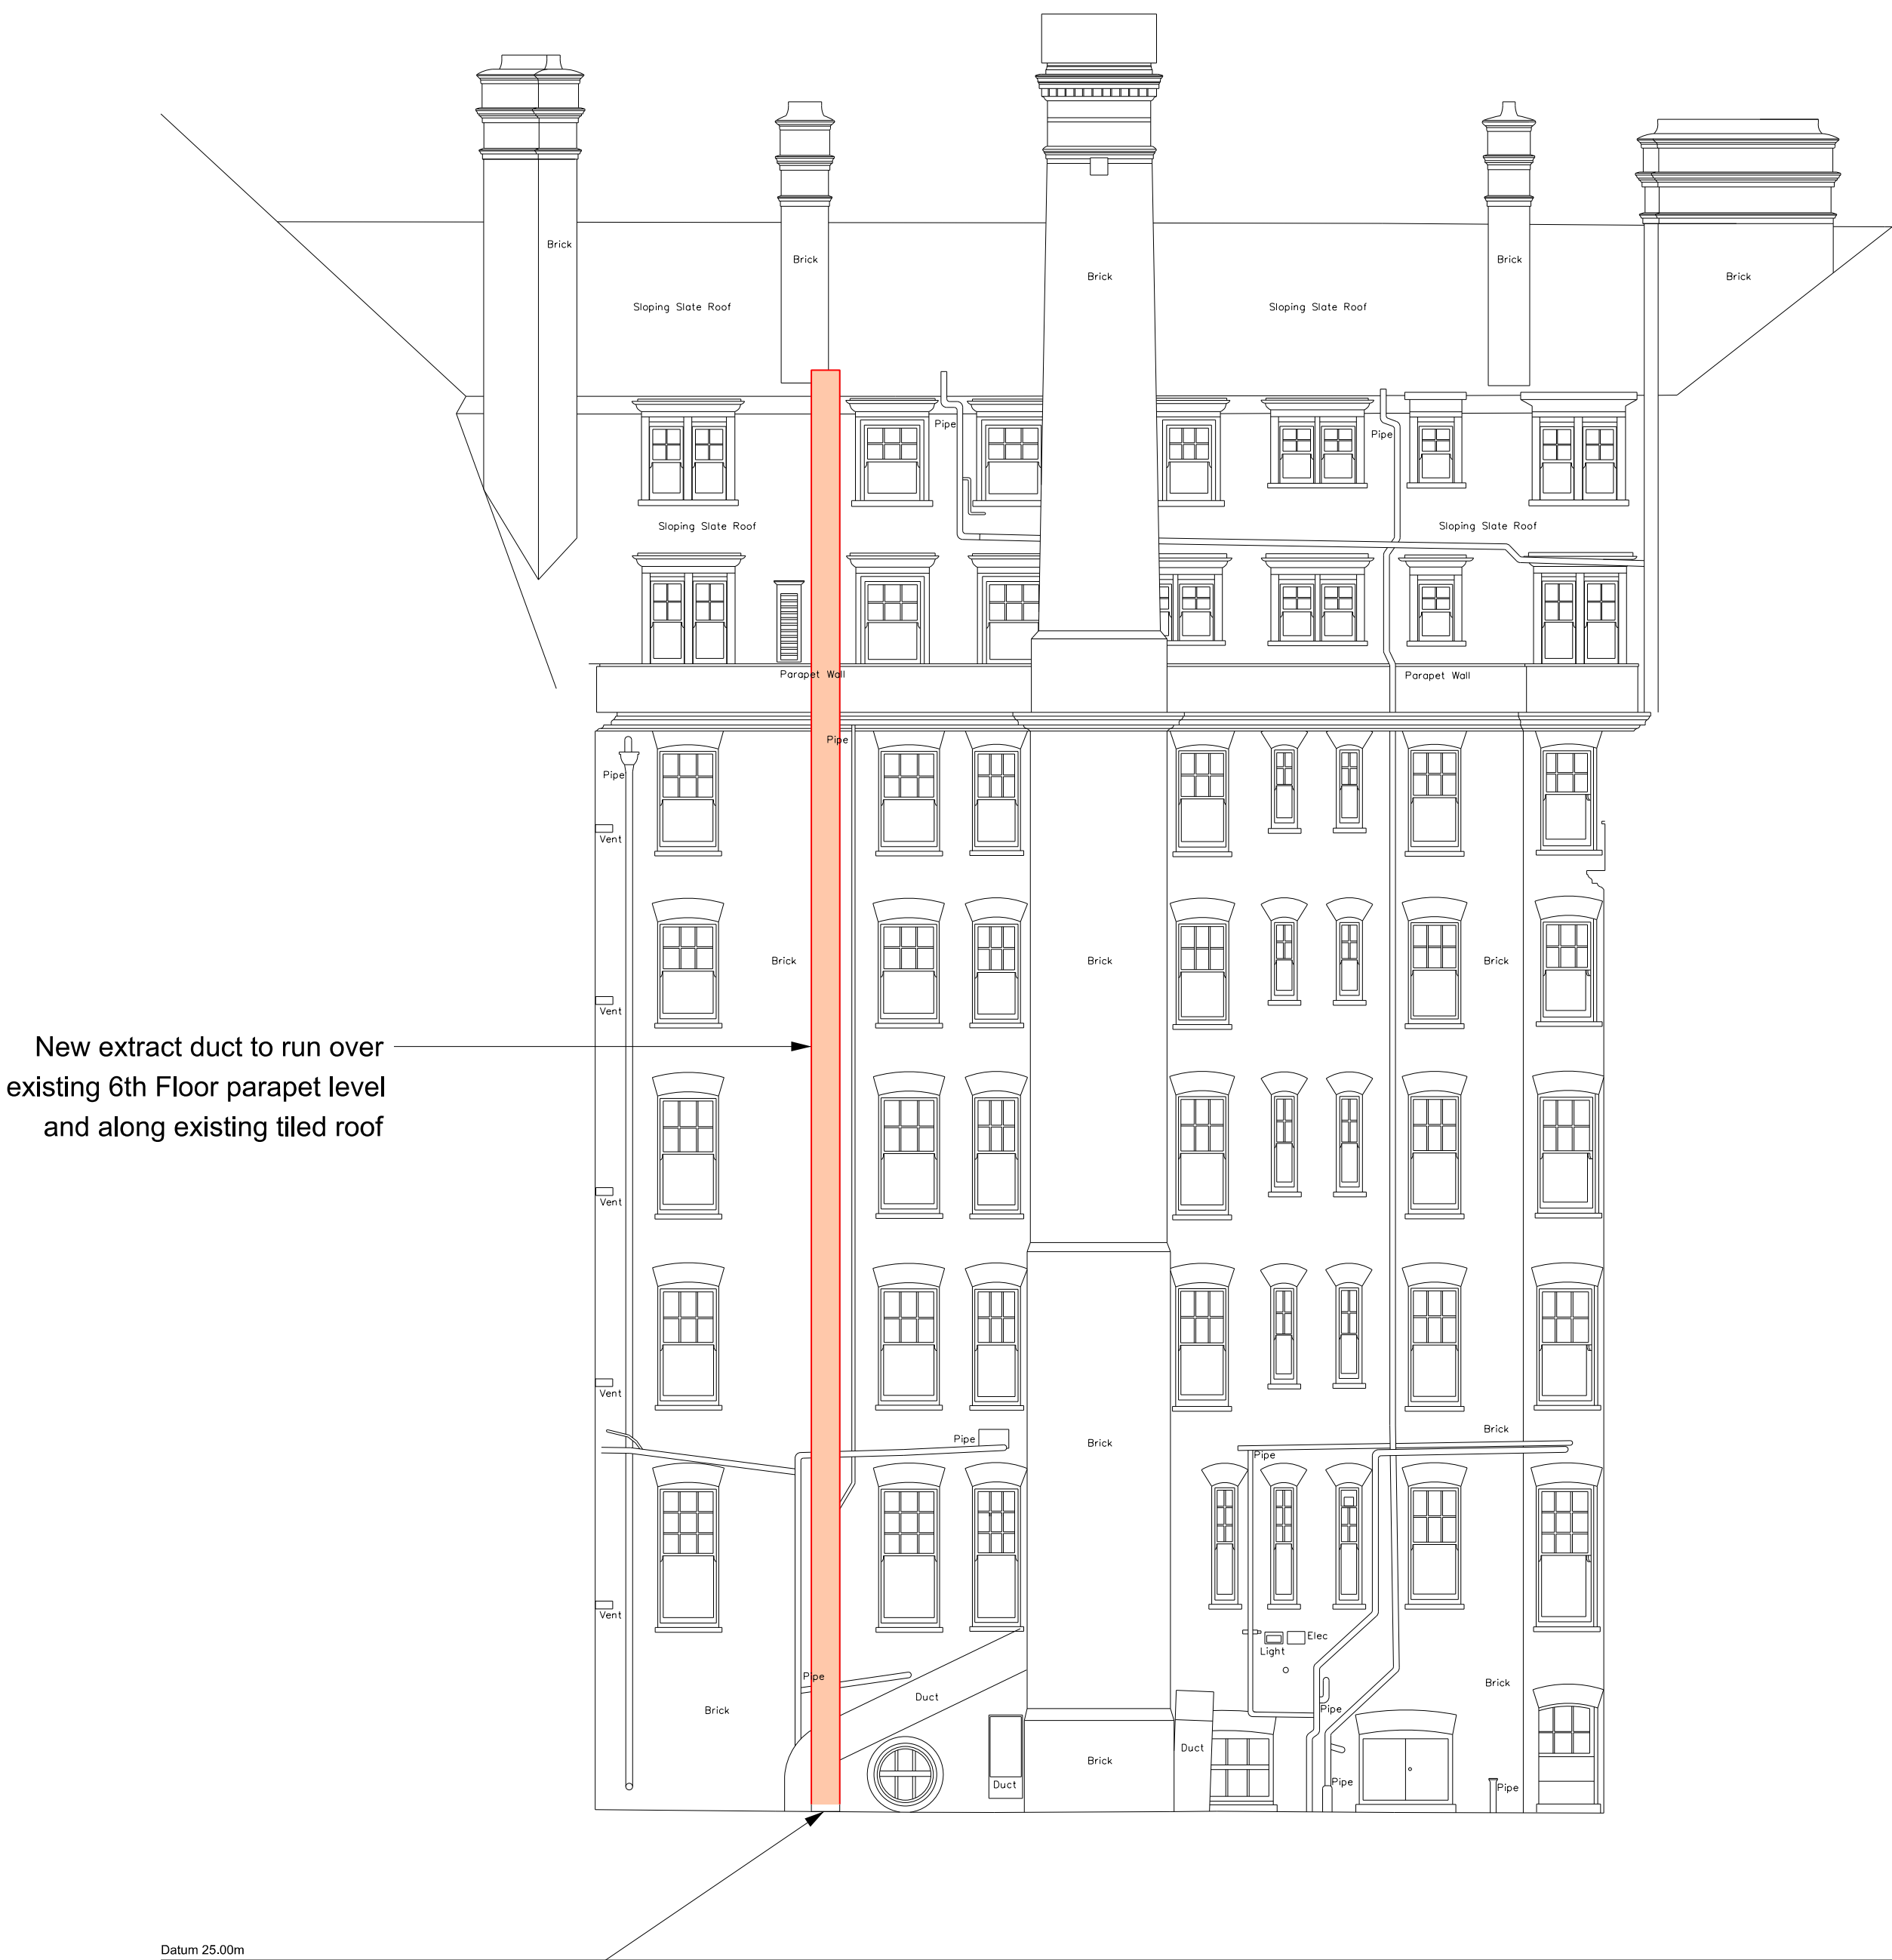 Brick
Brick
Brick
Brick
Brick
Sloping Slate Roof
Sloping Slate Roof
Pipe
Pipe
Sloping Slate Roof
Sloping Slate Roof
Parapet Wall
Parapet Wall
Pipe
Pipe
Vent
Brick
Brick
Brick
Vent
New extract duct to run over
existing 6th Floor parapet level
and along existing tiled roof
Vent
Vent
Brick
Pipe
Brick
Pipe
Vent
Elec
Light
Pipe
Brick
Duct
Brick
Pipe
Duct
Brick
Duct
Pipe
Pipe
Datum 25.00m